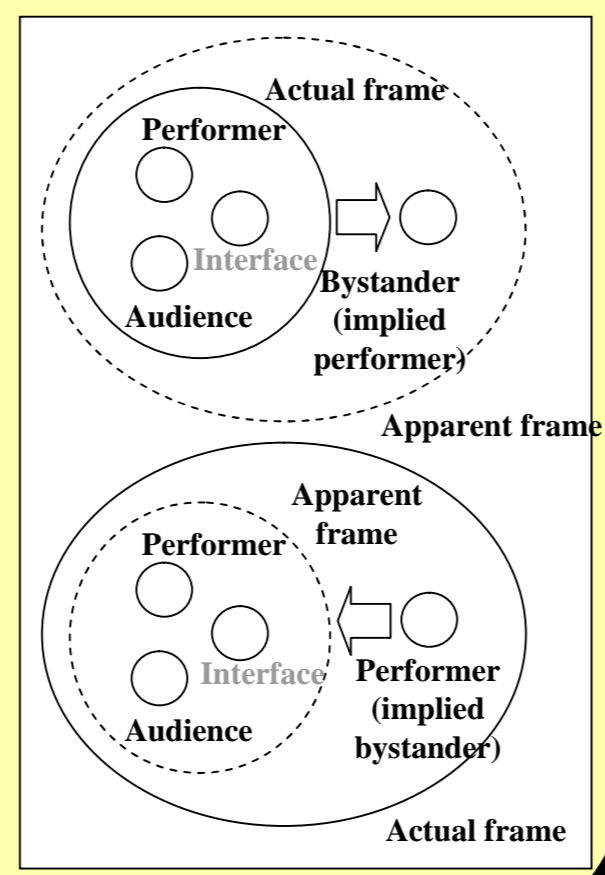 Actual frame
Performer
Interface
Bystander
(implied
performer)
Audience
Apparent frame
Apparent
frame
Performer
Interface
Performer
(implied
bystander)
Audience
Actual frame